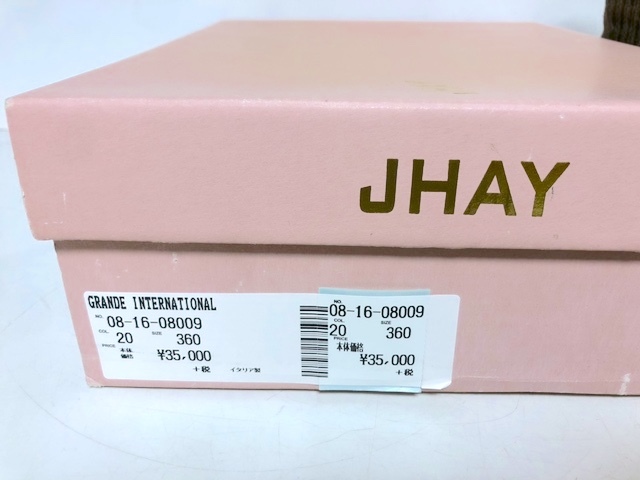 JHAY
GRANDE INTERNATIONAL
NO. 08-16-08009
COL. 20 SIZE 360
PRICE 本体価格 ¥35,000
+税 イタリア製
NO. 08-16-08009
COL 20 SIZE 360
PRICE 本体価格
¥35,000
+税